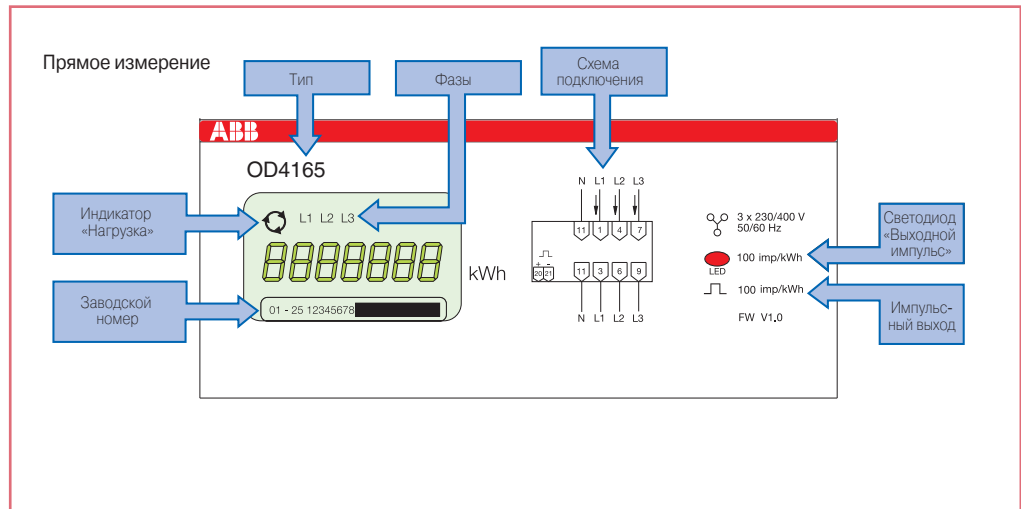 Прямое измерение
Тип
Фазы
Схема
подключения
ABB
OD4165
Индикатор
«Нагрузка»
L1 L2 L3
kWh
Заводской
номер
01 - 25 12345678
N L1 L2 L3
11 1 4 7
+ -
20 21
11 3 6 9
N L1 L2 L3
3 x 230/400 V
50/60 Hz
100 imp/kWh
LED
100 imp/kWh
FW V1.0
Светодиод
«Выходной
импульс»
Импульс-
ный выход